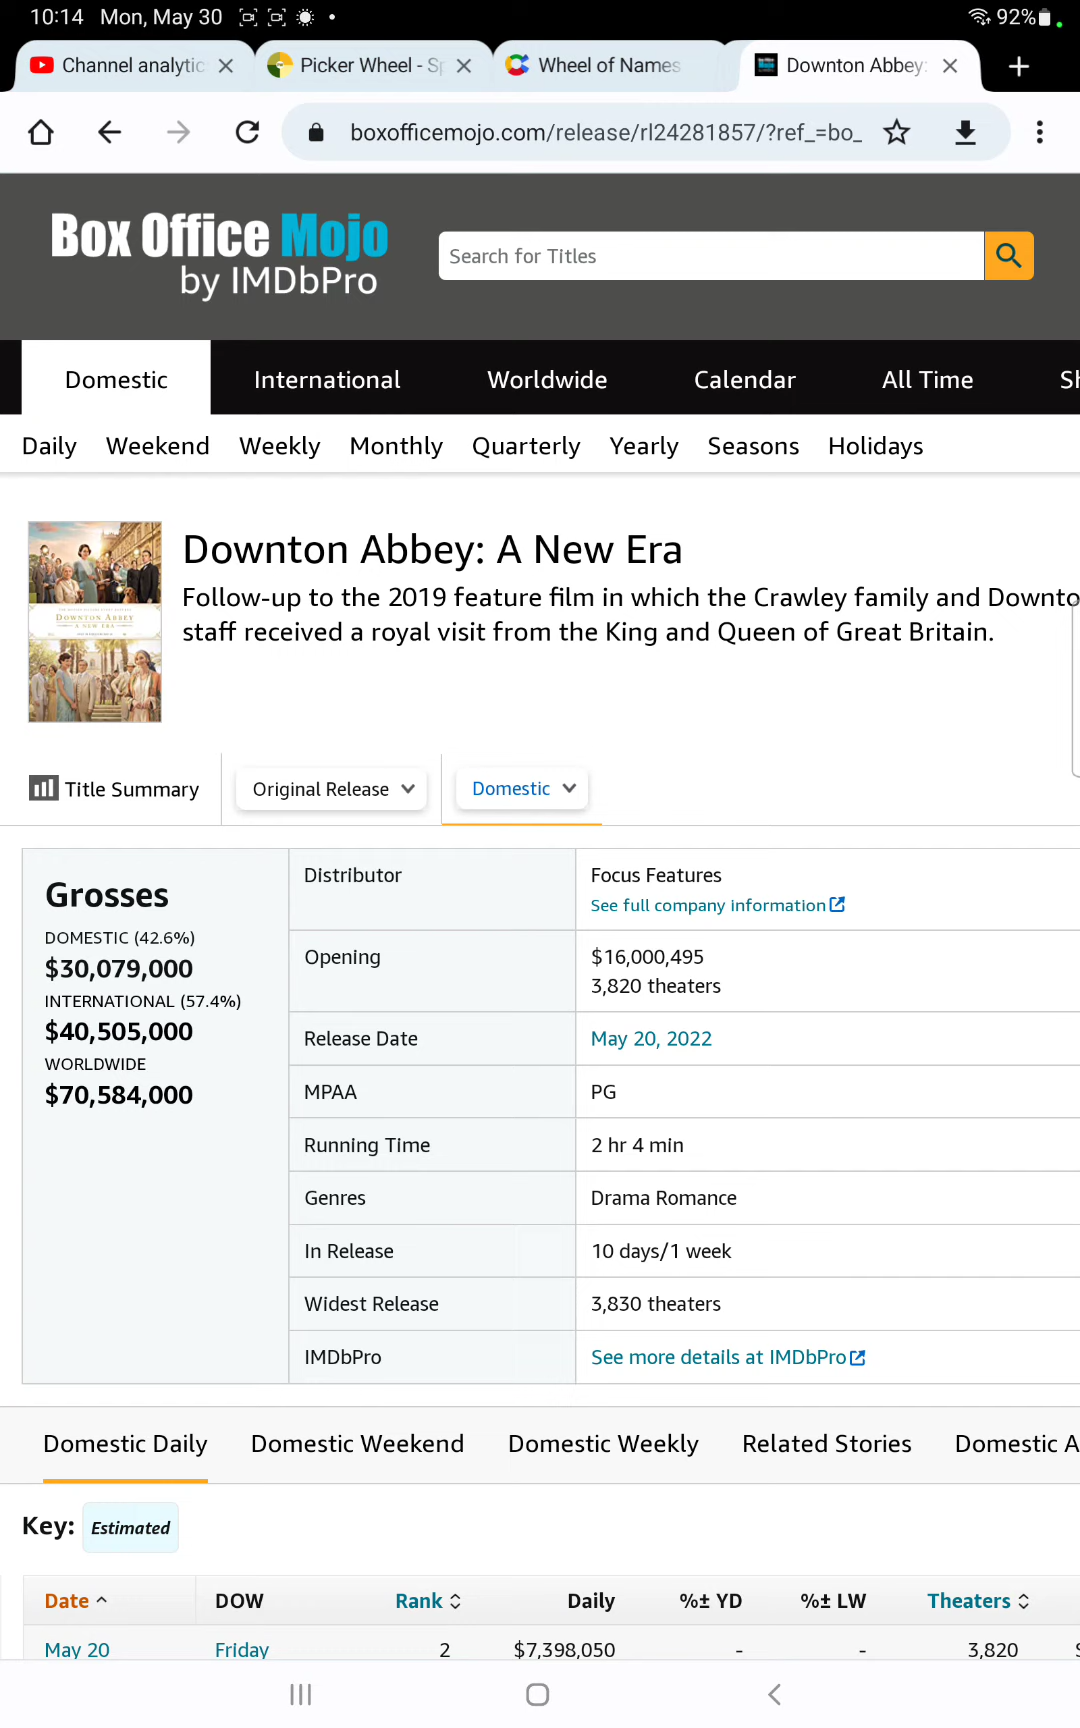 10:14 Mon, May 30
92%
Channel analytic
Picker Wheel - Sp
Wheel of Names
Downton Abbey:
boxofficemojo.com/release/rl24281857/?ref_=bo_
Box Office Mojo
by IMDbPro
Search for Titles
Domestic International Worldwide Calendar All Time Sh
Daily Weekend Weekly Monthly Quarterly Yearly Seasons Holidays
DOWNTON ABBEY
A NEW ERA
Downton Abbey: A New Era
Follow-up to the 2019 feature film in which the Crawley family and Downto
staff received a royal visit from the King and Queen of Great Britain.
Title Summary
Original Release
Domestic
Grosses
DOMESTIC (42.6%)
$30,079,000
INTERNATIONAL (57.4%)
$40,505,000
WORLDWIDE
$70,584,000
Distributor
Focus Features
See full company information
Opening
$16,000,495
3,820 theaters
Release Date
May 20, 2022
MPAA
PG
Running Time
2 hr 4 min
Genres
Drama Romance
In Release
10 days/1 week
Widest Release
3,830 theaters
IMDbPro
See more details at IMDbPro
Domestic Daily Domestic Weekend Domestic Weekly Related Stories Domestic A
Key: Estimated
Date DOW Rank Daily %± YD %± LW Theaters
May 20 Friday 2 $7,398,050 - - 3,820